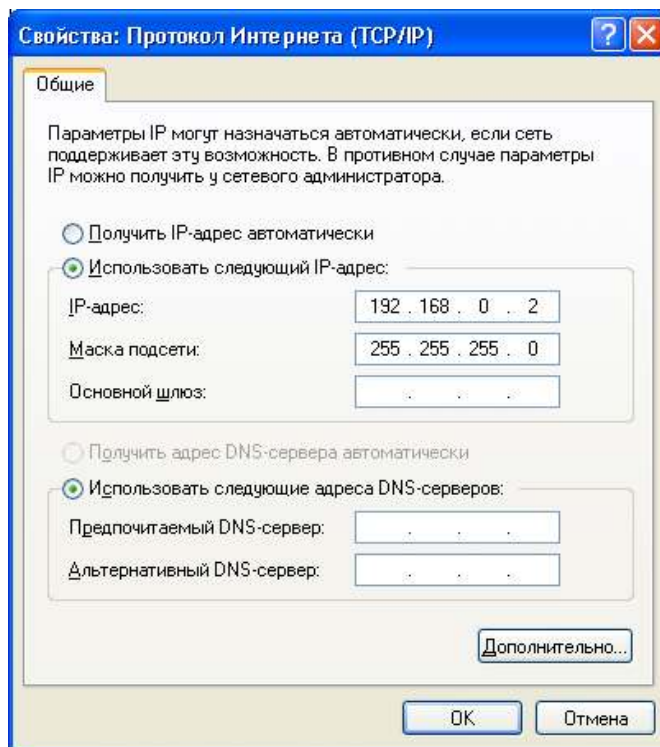 Свойства: Протокол Интернета (TCP/IP)
Общие
Параметры IP могут назначаться автоматически, если сеть
поддерживает эту возможность. В противном случае параметры
IP можно получить у сетевого администратора.
Получить IP-адрес автоматически
Использовать следующий IP-адрес:
IP-адрес: 192 . 168 . 0 . 2
Маска подсети: 255 . 255 . 255 . 0
Основной шлюз: . . .
Получить адрес DNS-сервера автоматически
Использовать следующие адреса DNS-серверов:
Предпочитаемый DNS-сервер: . . .
Альтернативный DNS-сервер: . . .
Дополнительно...
OK Отмена